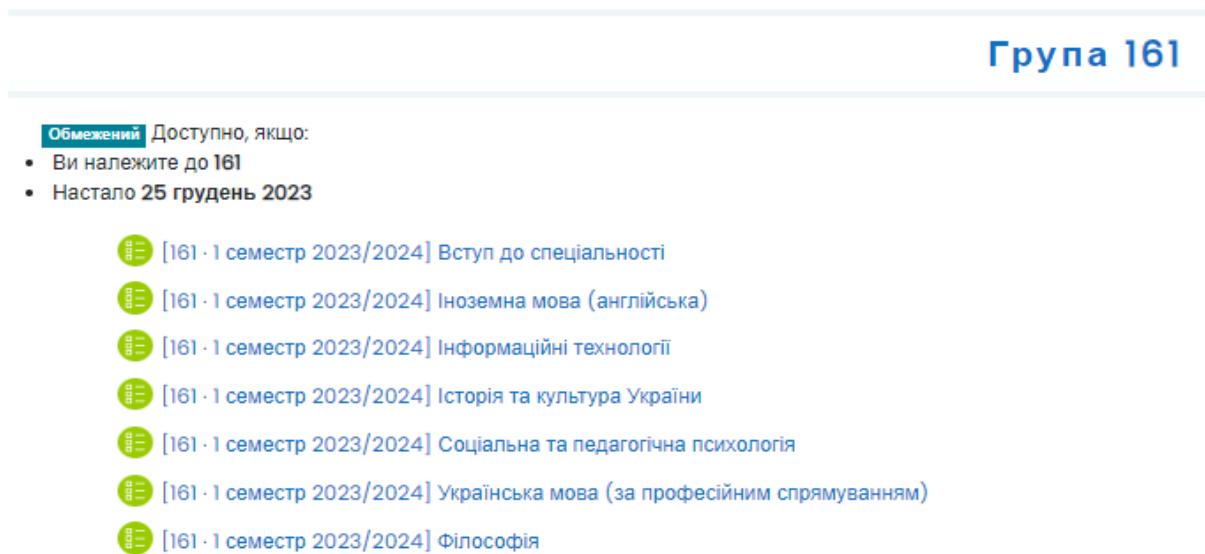 Група 161
Обмежений Доступно, якщо:
• Ви належите до 161
• Настало 25 грудень 2023
[161 · 1 семестр 2023/2024] Вступ до спеціальності
[161 · 1 семестр 2023/2024] Іноземна мова (англійська)
[161 · 1 семестр 2023/2024] Інформаційні технології
[161 · 1 семестр 2023/2024] Історія та культура України
[161 · 1 семестр 2023/2024] Соціальна та педагогічна психологія
[161 · 1 семестр 2023/2024] Українська мова (за професійним спрямуванням)
[161 · 1 семестр 2023/2024] Філософія